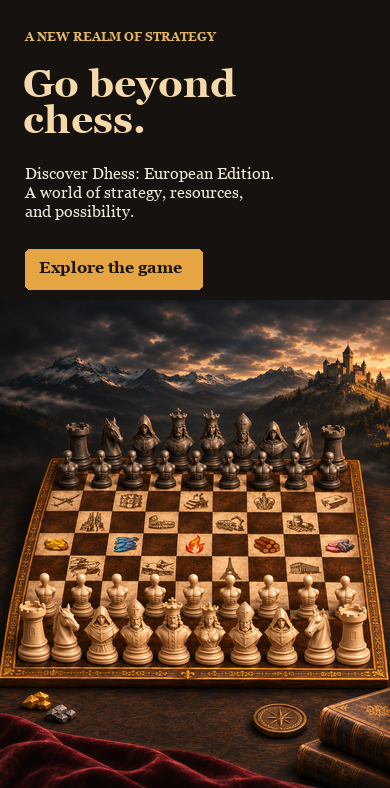 A NEW REALM OF STRATEGY
Go beyond
chess.
Discover Dhess: European Edition.
A world of strategy, resources,
and possibility.
Explore the game